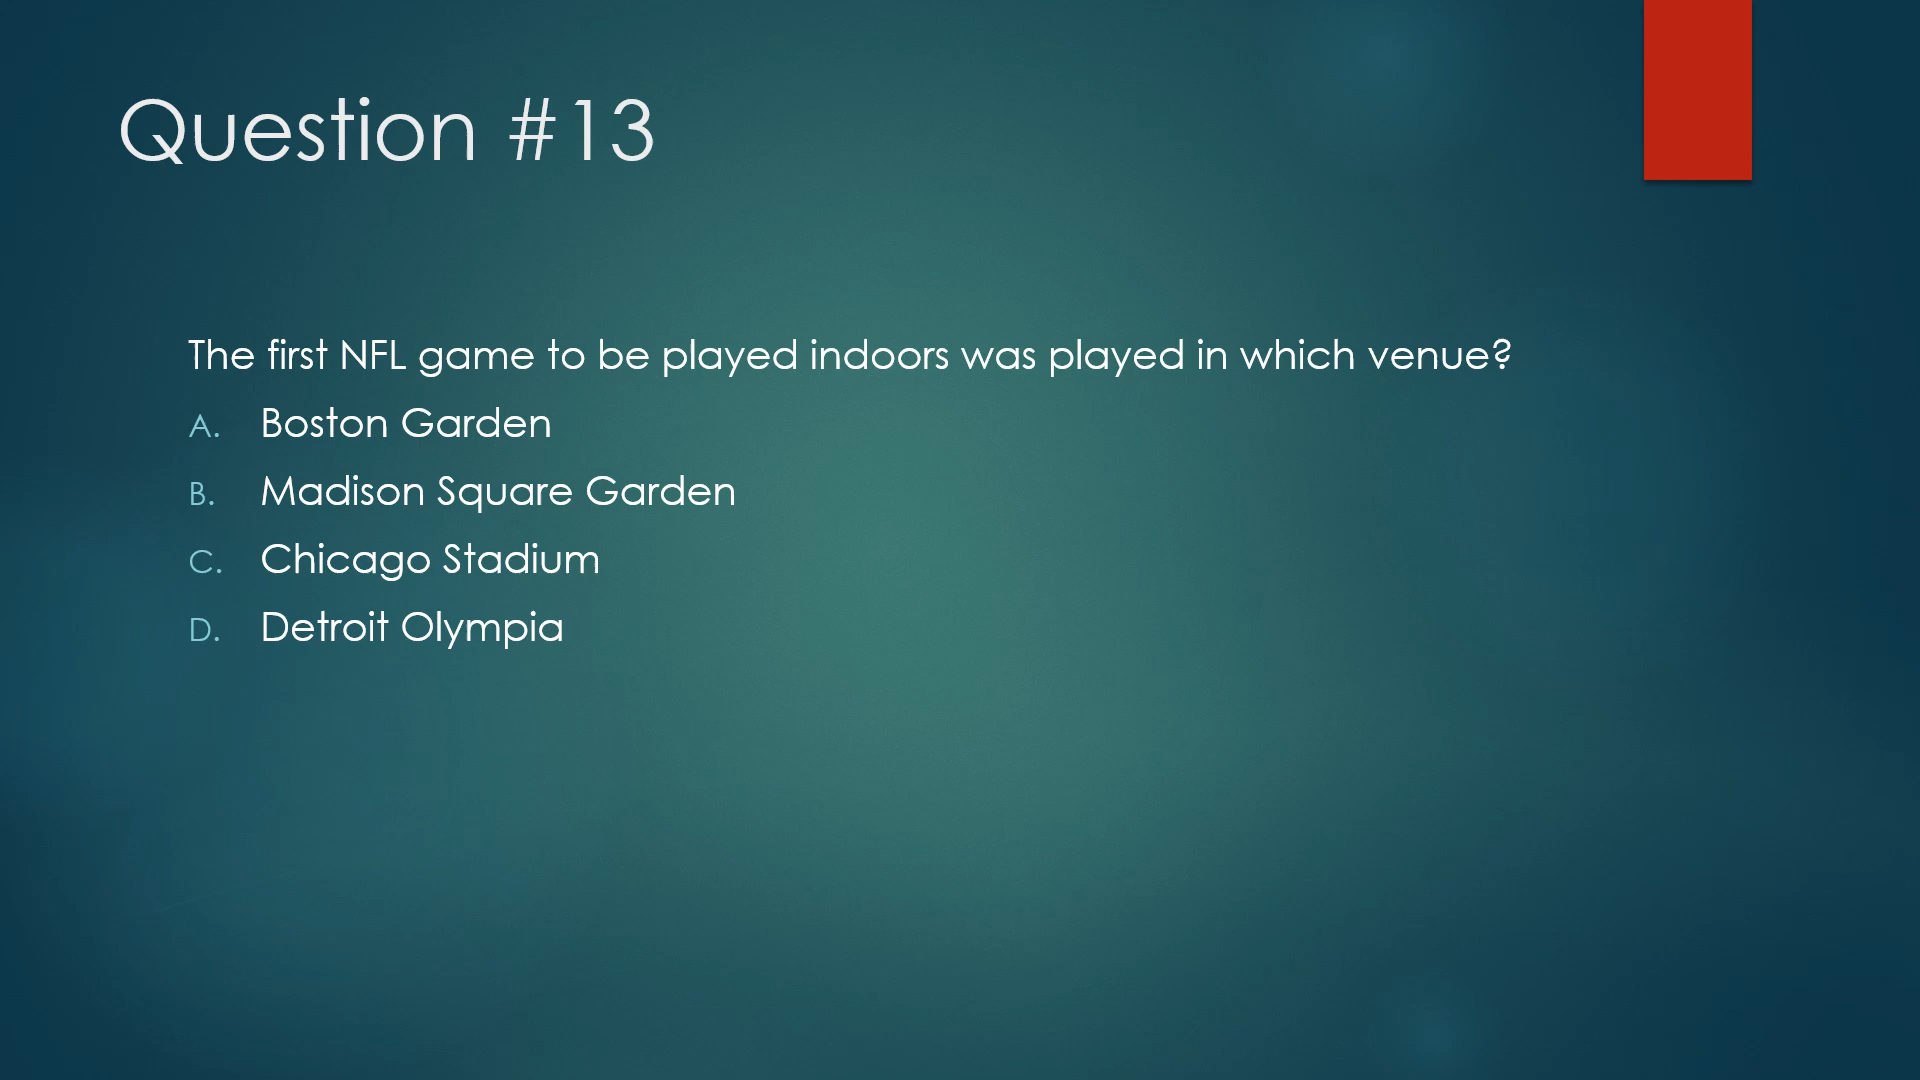 Question #13
The first NFL game to be played indoors was played in which venue?
A. Boston Garden
B. Madison Square Garden
C. Chicago Stadium
D. Detroit Olympia